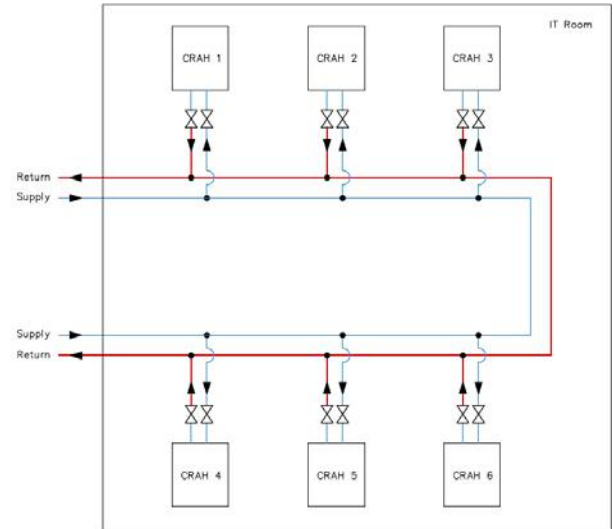 IT Room
CRAH 1
CRAH 2
CRAH 3
Return
Supply
Supply
Return
CRAH 4
CRAH 5
CRAH 6